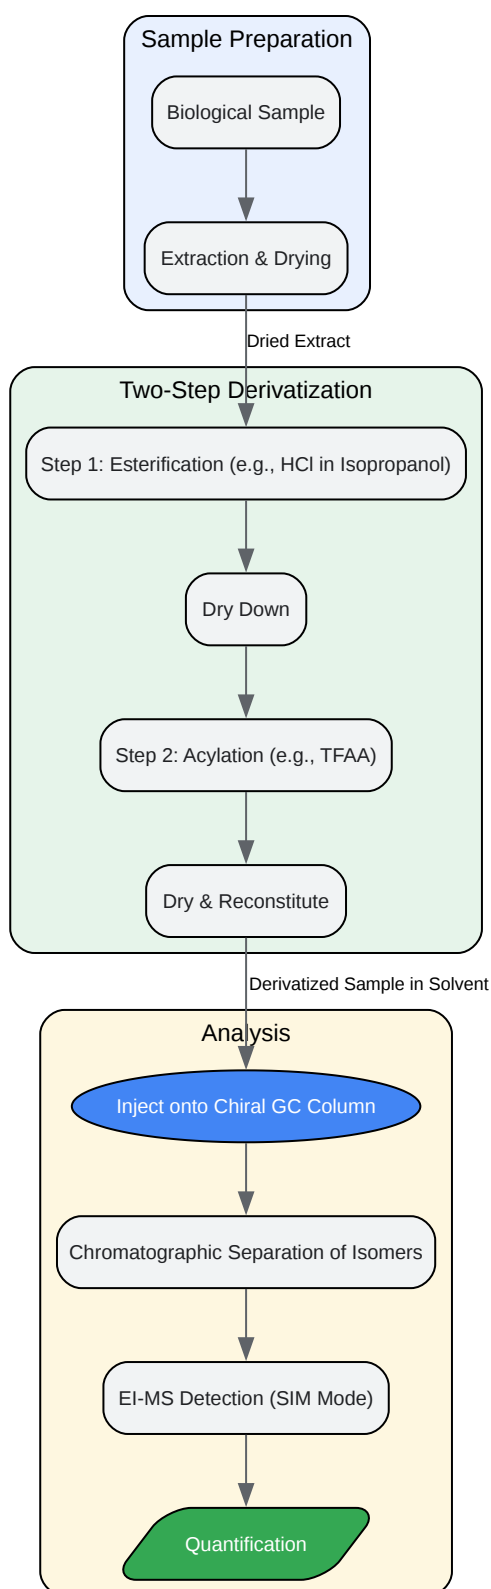 Sample Preparation
Biological Sample
Extraction & Drying
Dried Extract
Two-Step Derivatization
Step 1: Esterification (e.g., HCl in Isopropanol)
Dry Down
Step 2: Acylation (e.g., TFAA)
Dry & Reconstitute
Derivatized Sample in Solvent
Analysis
Inject onto Chiral GC Column
Chromatographic Separation of Isomers
EI-MS Detection (SIM Mode)
Quantification